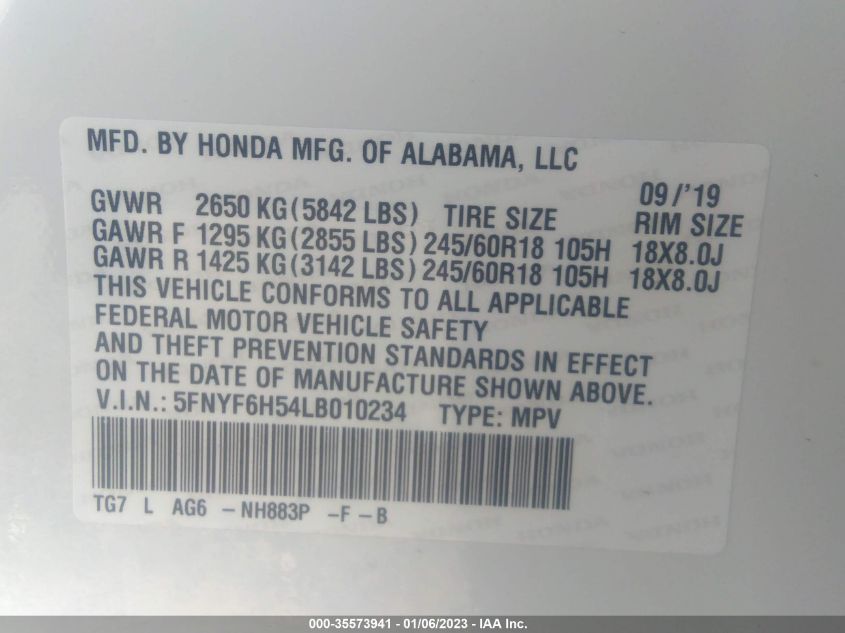 MFD. BY HONDA MFG. OF ALABAMA, LLC
09/'19
GVWR 2650 KG(5842 LBS) TIRE SIZE RIM SIZE
GAWR F 1295 KG(2855 LBS) 245/60R18 105H 18X8.0J
GAWR R 1425 KG(3142 LBS) 245/60R18 105H 18X8.0J
THIS VEHICLE CONFORMS TO ALL APPLICABLE
FEDERAL MOTOR VEHICLE SAFETY
AND THEFT PREVENTION STANDARDS IN EFFECT
ON THE DATE OF MANUFACTURE SHOWN ABOVE.
V.I.N.: 5FNYF6H54LB010234 TYPE: MPV
TG7 L AG6 -NH883P -F -B
000-35573941 - 01/06/2023 - IAA Inc.